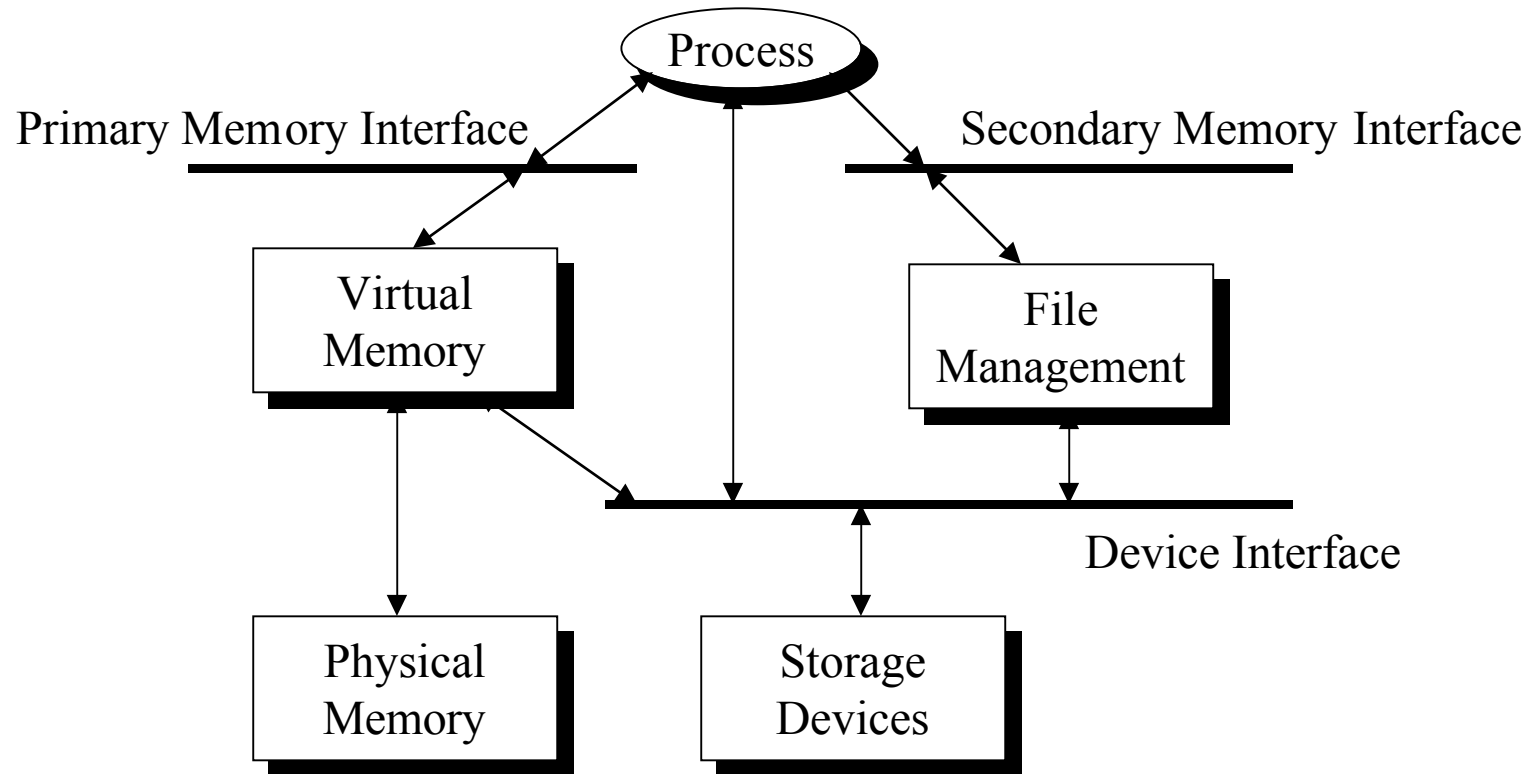 Process
Primary Memory Interface
Secondary Memory Interface
Virtual
Memory
File
Management
Device Interface
Physical
Memory
Storage
Devices